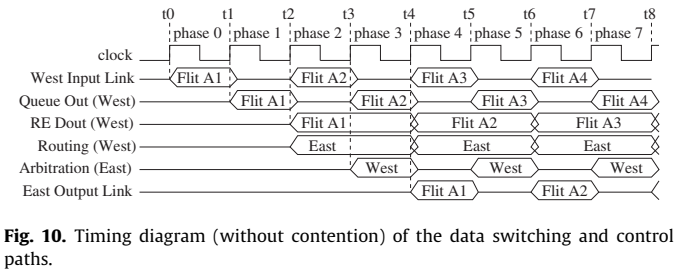 t0 t1 t2 t3 t4 t5 t6 t7 t8
phase 0 phase 1 phase 2 phase 3 phase 4 phase 5 phase 6 phase 7
clock
West Input Link Flit A1 Flit A2 Flit A3 Flit A4
Queue Out (West) Flit A1 Flit A2 Flit A3 Flit A4
RE Dout (West) Flit A1 Flit A2 Flit A3
Routing (West) East East East
Arbitration (East) West West West
East Output Link Flit A1 Flit A2
Fig. 10. Timing diagram (without contention) of the data switching and control
paths.